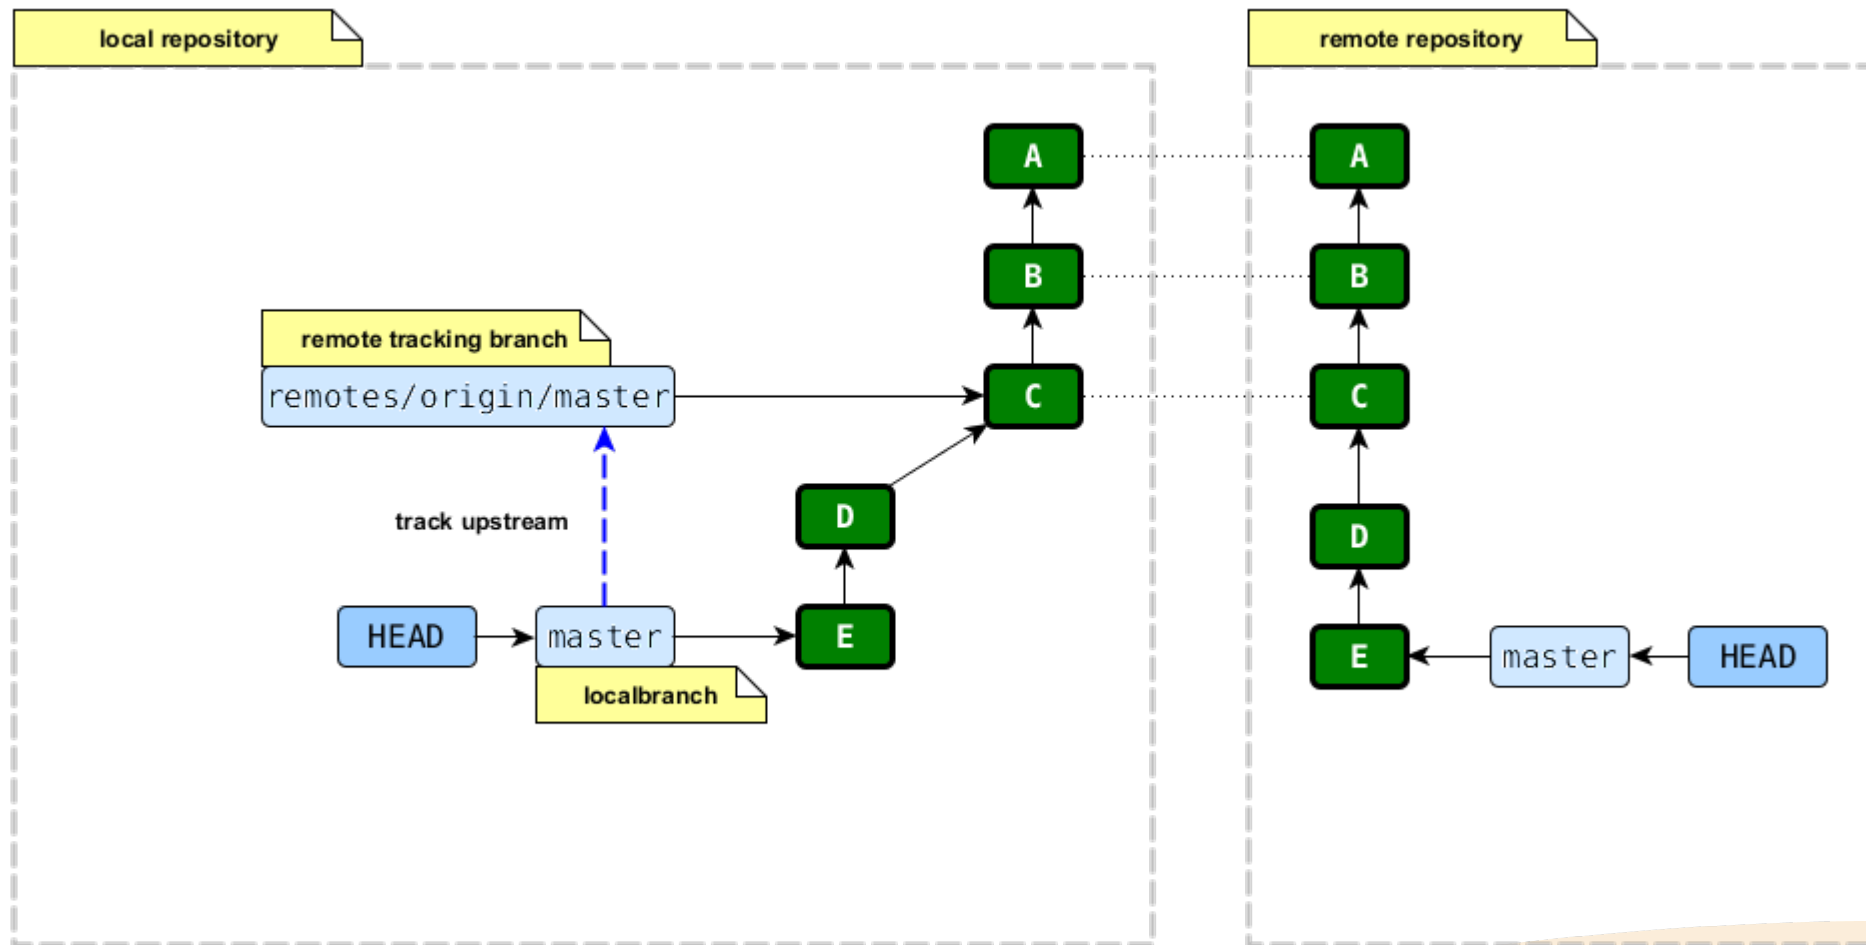 local repository
remote repository
A
A
B
B
remote tracking branch
remotes/origin/master
C
C
track upstream
D
D
HEAD
master
E
E
master
HEAD
localbranch